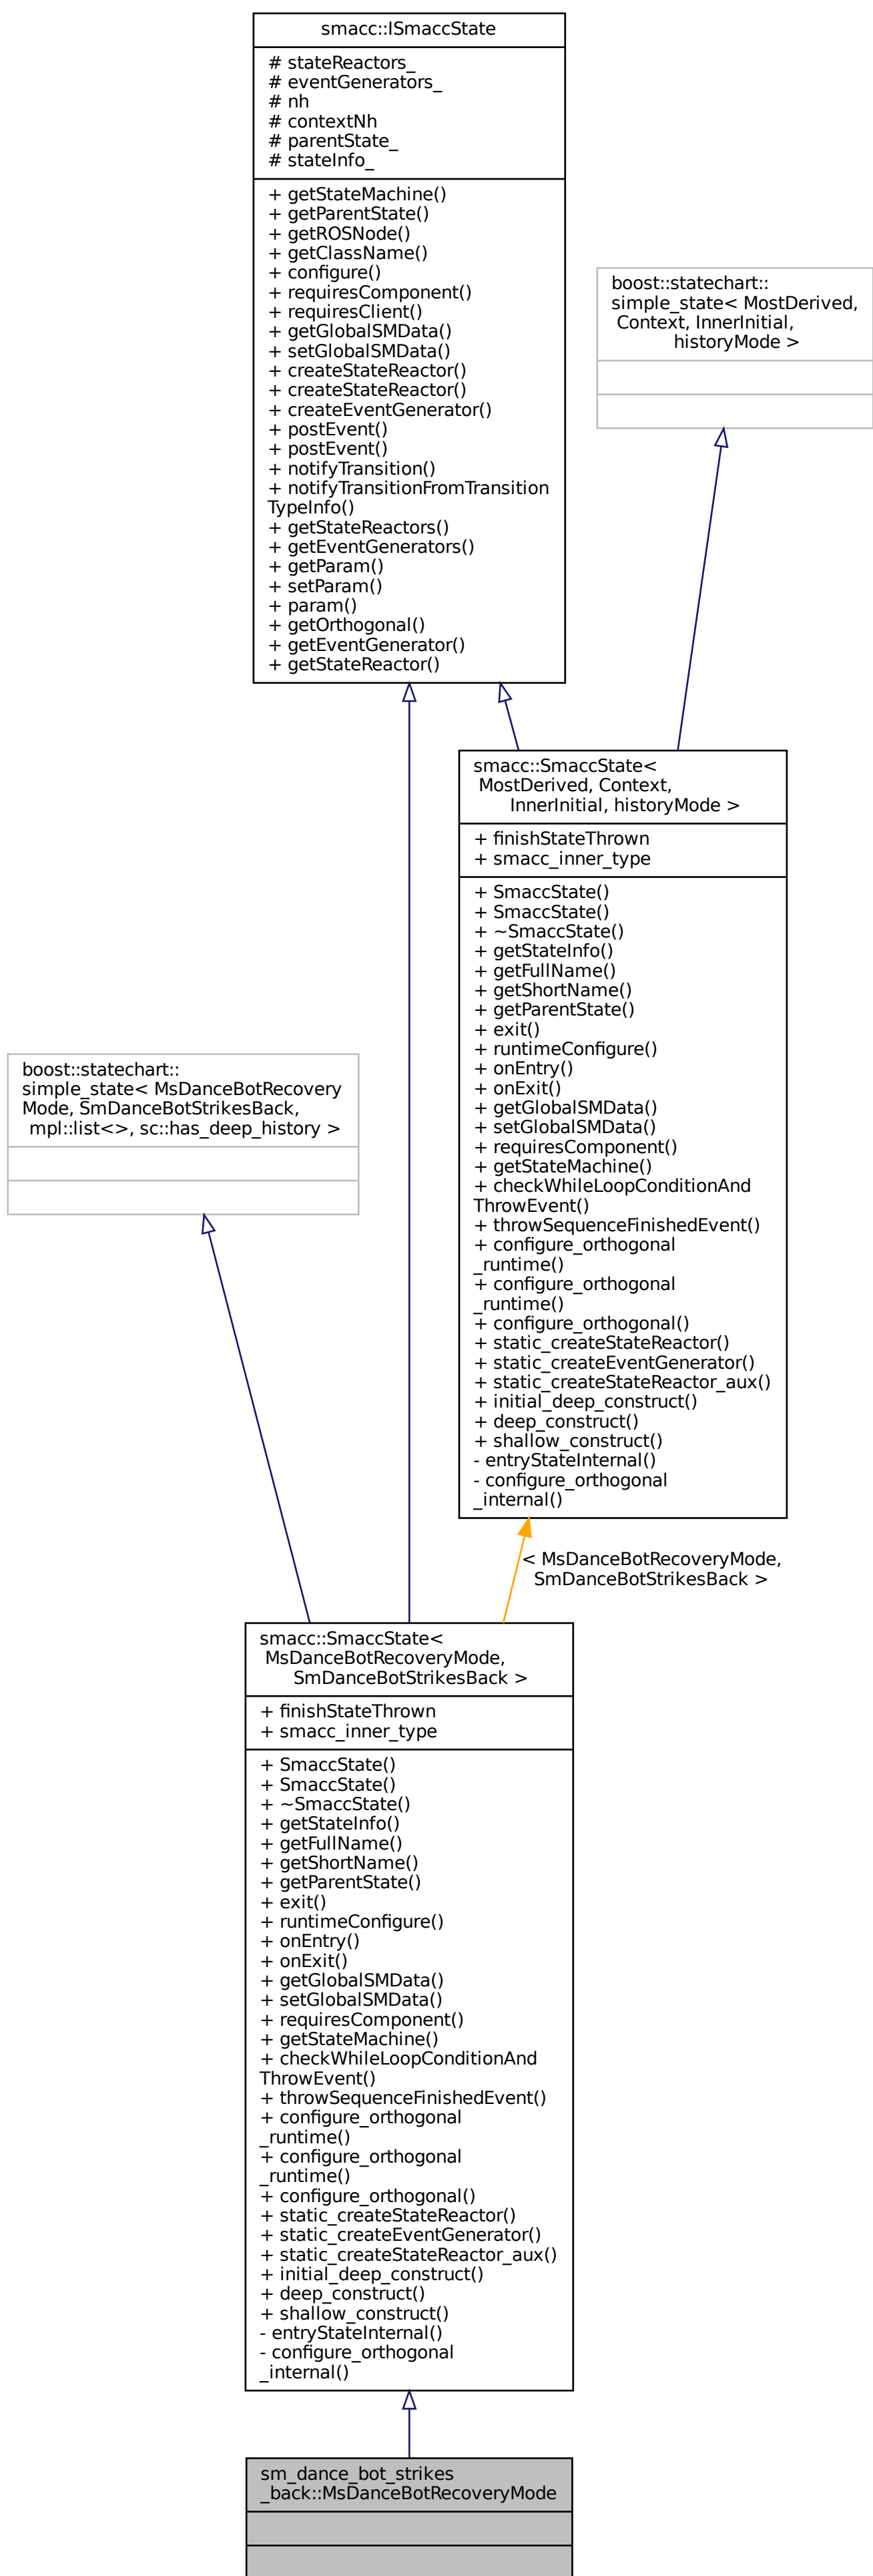 smacc::ISmaccState
# stateReactors_
# eventGenerators_
# nh
# contextNh
# parentState_
# stateInfo_
+ getStateMachine()
+ getParentState()
+ getROSNode()
+ getClassName()
+ configure()
+ requiresComponent()
+ requiresClient()
+ getGlobalSMData()
+ setGlobalSMData()
+ createStateReactor()
+ createStateReactor()
+ createEventGenerator()
+ postEvent()
+ postEvent()
+ notifyTransition()
+ notifyTransitionFromTransition
TypeInfo()
+ getStateReactors()
+ getEventGenerators()
+ getParam()
+ setParam()
+ param()
+ getOrthogonal()
+ getEventGenerator()
+ getStateReactor()
boost::statechart::
simple_state< MostDerived,
Context, InnerInitial,
historyMode >
smacc::SmaccState<
MostDerived, Context,
InnerInitial, historyMode >
+ finishStateThrown
+ smacc_inner_type
+ SmaccState()
+ SmaccState()
+ ~SmaccState()
+ getStateInfo()
+ getFullName()
+ getShortName()
+ getParentState()
+ exit()
+ runtimeConfigure()
+ onEntry()
+ onExit()
+ getGlobalSMData()
+ setGlobalSMData()
+ requiresComponent()
+ getStateMachine()
+ checkWhileLoopConditionAnd
ThrowEvent()
+ throwSequenceFinishedEvent()
+ configure_orthogonal
_runtime()
+ configure_orthogonal
_runtime()
+ configure_orthogonal()
+ static_createStateReactor()
+ static_createEventGenerator()
+ static_createStateReactor_aux()
+ initial_deep_construct()
+ deep_construct()
+ shallow_construct()
- entryStateInternal()
- configure_orthogonal
_internal()
boost::statechart::
simple_state< MsDanceBotRecovery
Mode, SmDanceBotStrikesBack,
mpl::list<>, sc::has_deep_history >
< MsDanceBotRecoveryMode,
SmDanceBotStrikesBack >
smacc::SmaccState<
MsDanceBotRecoveryMode,
SmDanceBotStrikesBack >
+ finishStateThrown
+ smacc_inner_type
+ SmaccState()
+ SmaccState()
+ ~SmaccState()
+ getStateInfo()
+ getFullName()
+ getShortName()
+ getParentState()
+ exit()
+ runtimeConfigure()
+ onEntry()
+ onExit()
+ getGlobalSMData()
+ setGlobalSMData()
+ requiresComponent()
+ getStateMachine()
+ checkWhileLoopConditionAnd
ThrowEvent()
+ throwSequenceFinishedEvent()
+ configure_orthogonal
_runtime()
+ configure_orthogonal
_runtime()
+ configure_orthogonal()
+ static_createStateReactor()
+ static_createEventGenerator()
+ static_createStateReactor_aux()
+ initial_deep_construct()
+ deep_construct()
+ shallow_construct()
- entryStateInternal()
- configure_orthogonal
_internal()
sm_dance_bot_strikes
_back::MsDanceBotRecoveryMode